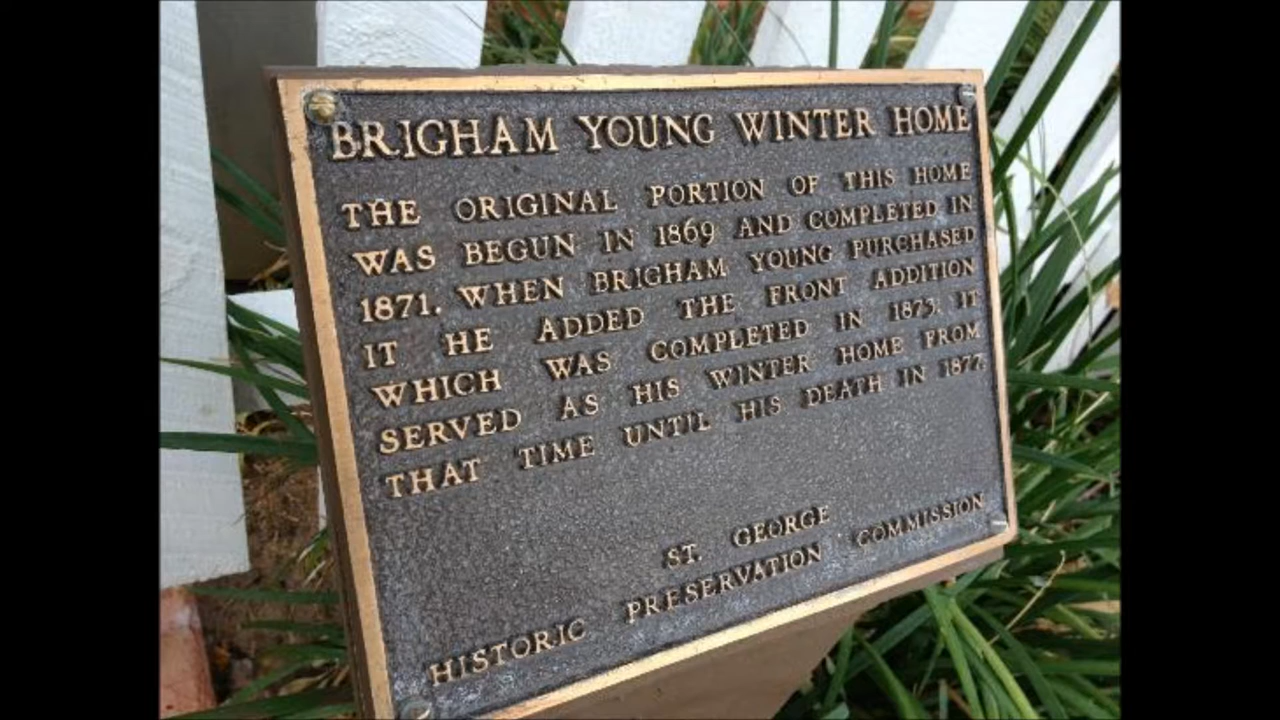 BRIGHAM YOUNG WINTER HOME
THE ORIGINAL PORTION OF THIS HOME
WAS BEGUN IN 1869 AND COMPLETED IN
1871. WHEN BRIGHAM YOUNG PURCHASED
IT HE ADDED THE FRONT ADDITION
WHICH WAS COMPLETED IN 1873. IT
SERVED AS HIS WINTER HOME FROM
THAT TIME UNTIL HIS DEATH IN 1877.
ST. GEORGE
HISTORIC PRESERVATION COMMISSION